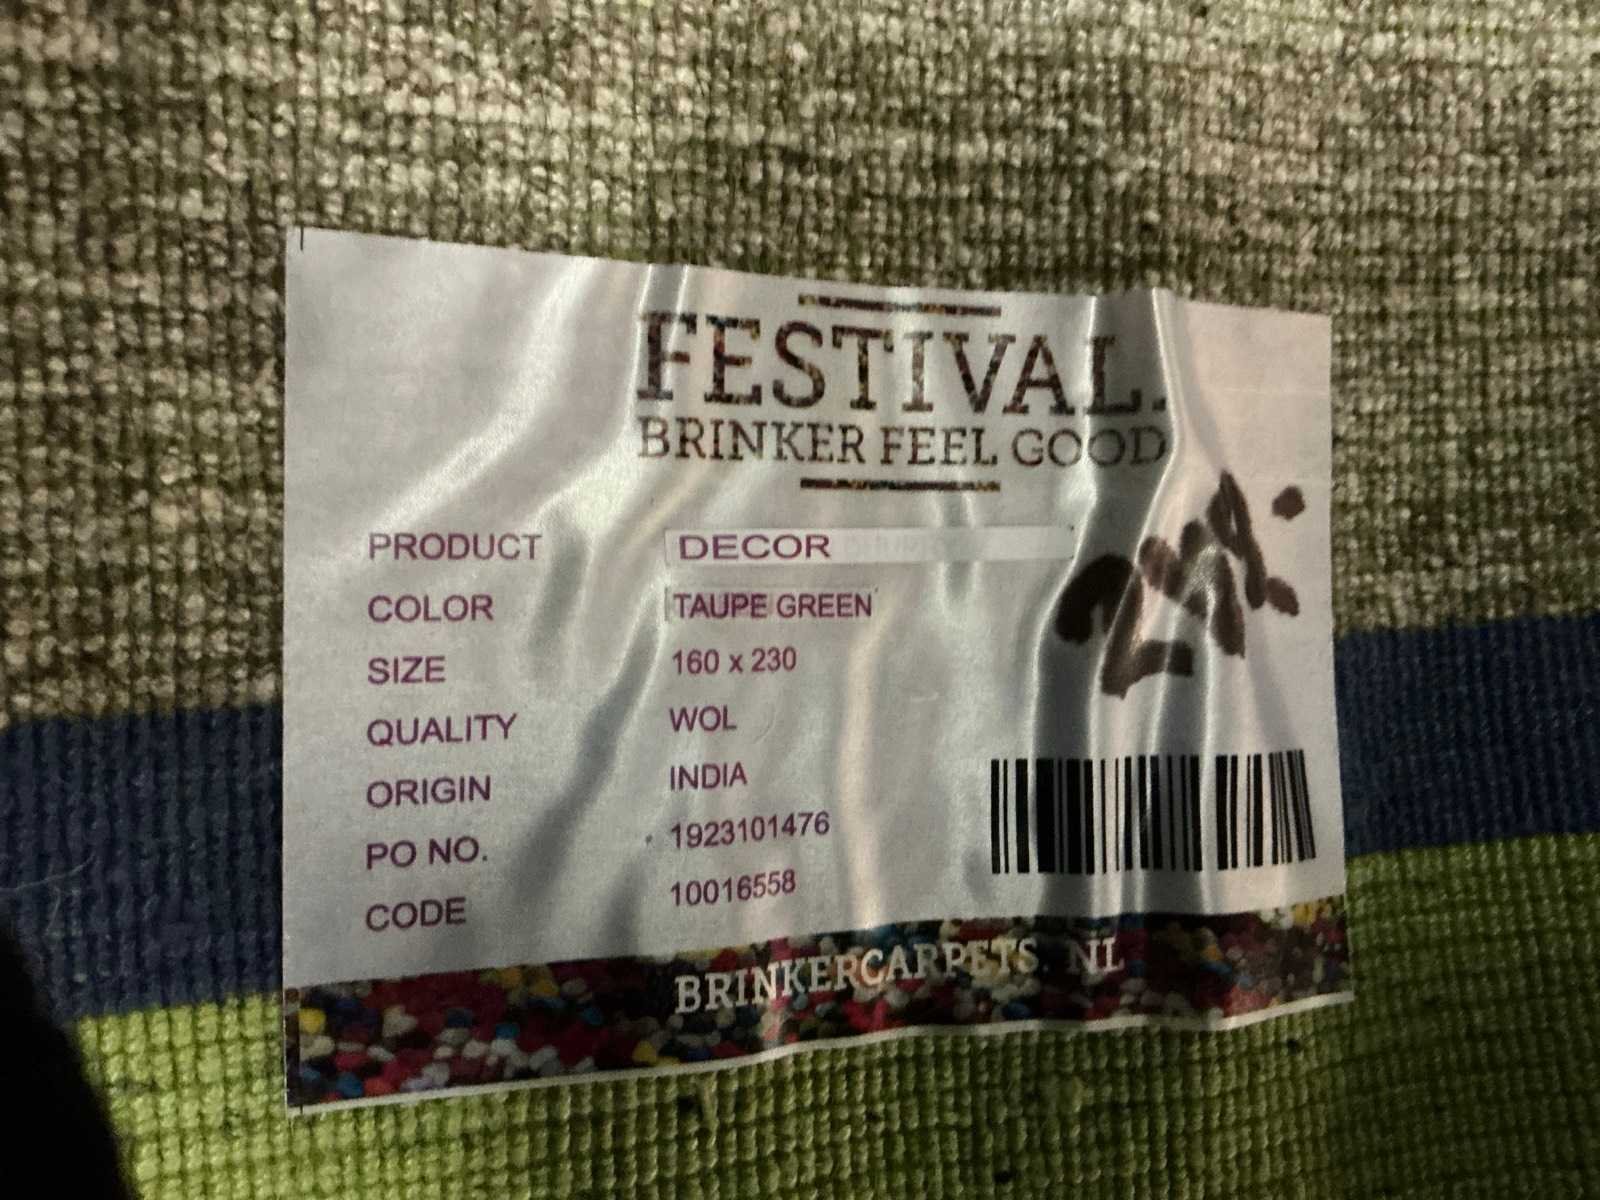 FESTIVAL.
BRINKER FEEL GOOD
PRODUCT DECOR
COLOR TAUPE GREEN
SIZE 160 x 230
QUALITY WOL
ORIGIN INDIA
PO NO. 1923101476
CODE 10016558
BRINKERCARPETS. NL